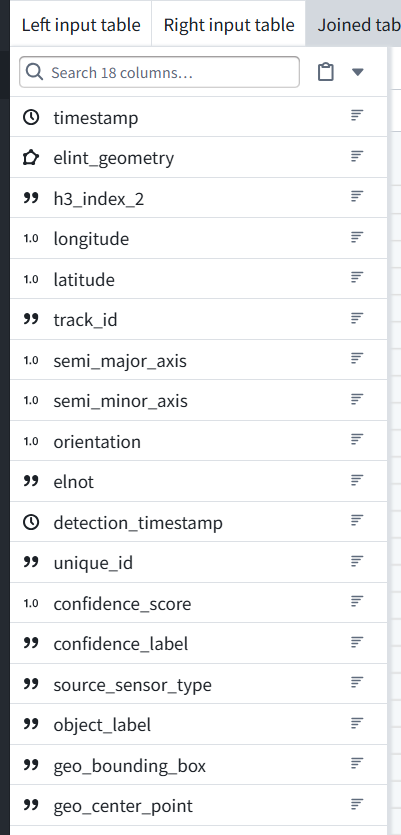 Left input table Right input table Joined tab
Search 18 columns…
timestamp
elint_geometry
❞ h3_index_2
1.0 longitude
1.0 latitude
❞ track_id
1.0 semi_major_axis
1.0 semi_minor_axis
1.0 orientation
❞ elnot
detection_timestamp
❞ unique_id
1.0 confidence_score
❞ confidence_label
❞ source_sensor_type
❞ object_label
❞ geo_bounding_box
❞ geo_center_point